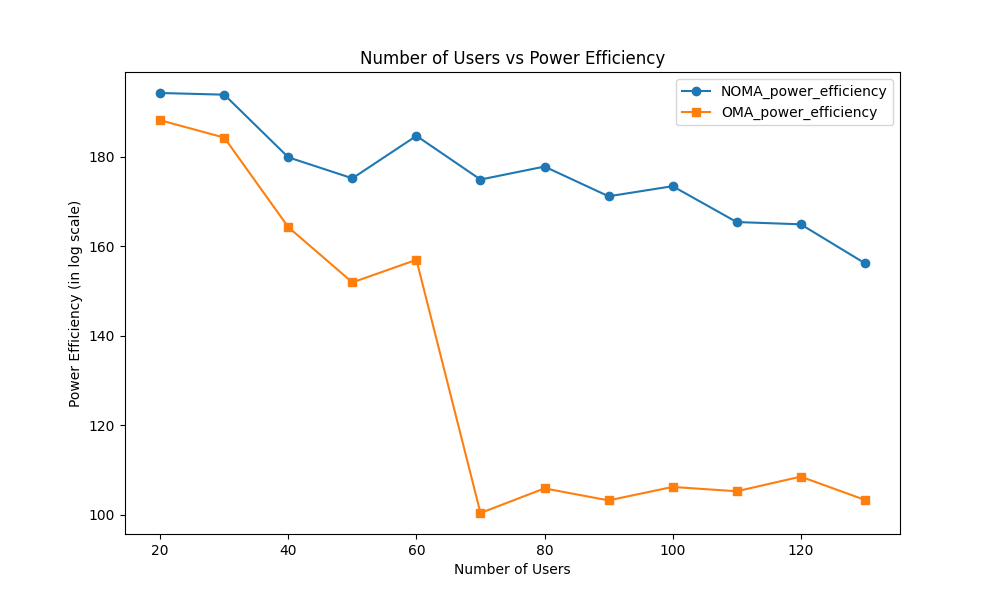 Number of Users vs Power Efficiency
NOMA_power_efficiency
OMA_power_efficiency
Power Efficiency (in log scale)
180
160
140
120
100
20 40 60 80 100 120
Number of Users